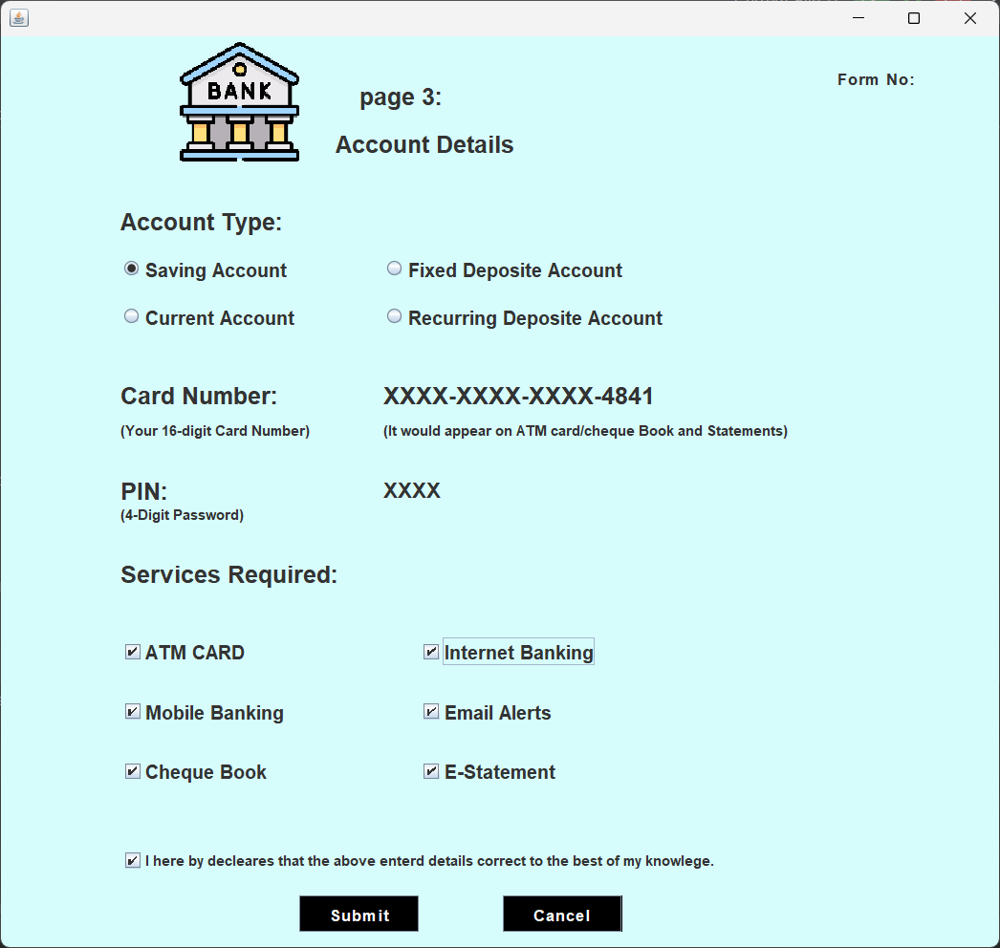 BANK
page 3:
Form No:
Account Details
Account Type:
Saving Account Fixed Deposite Account
Current Account Recurring Deposite Account
Card Number: XXXX-XXXX-XXXX-4841
(Your 16-digit Card Number) (It would appear on ATM card/cheque Book and Statements)
PIN: XXXX
(4-Digit Password)
Services Required:
ATM CARD Internet Banking
Mobile Banking Email Alerts
Cheque Book E-Statement
I here by decleares that the above enterd details correct to the best of my knowlege.
Submit Cancel